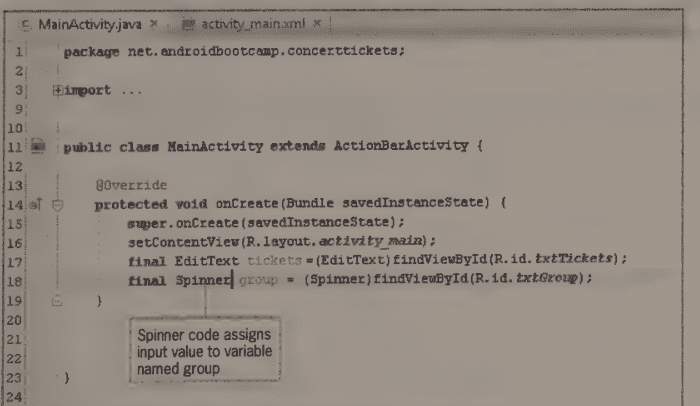 MainActivity.java × activity_main.xml ×
1 package net.androidbootcamp.concerttickets;
2
3 import ...
9
10
11 public class MainActivity extends ActionBarActivity {
12
13 @Override
14 protected void onCreate(Bundle savedInstanceState) {
15 super.onCreate(savedInstanceState);
16 setContentView(R.layout.activity_main);
17 final EditText tickets =(EditText)findViewById(R.id.txtTickets);
18 final Spinner group = (Spinner)findViewById(R.id.txtGroup);
19 }
20
21
22
23 }
24
Spinner code assigns
input value to variable
named group